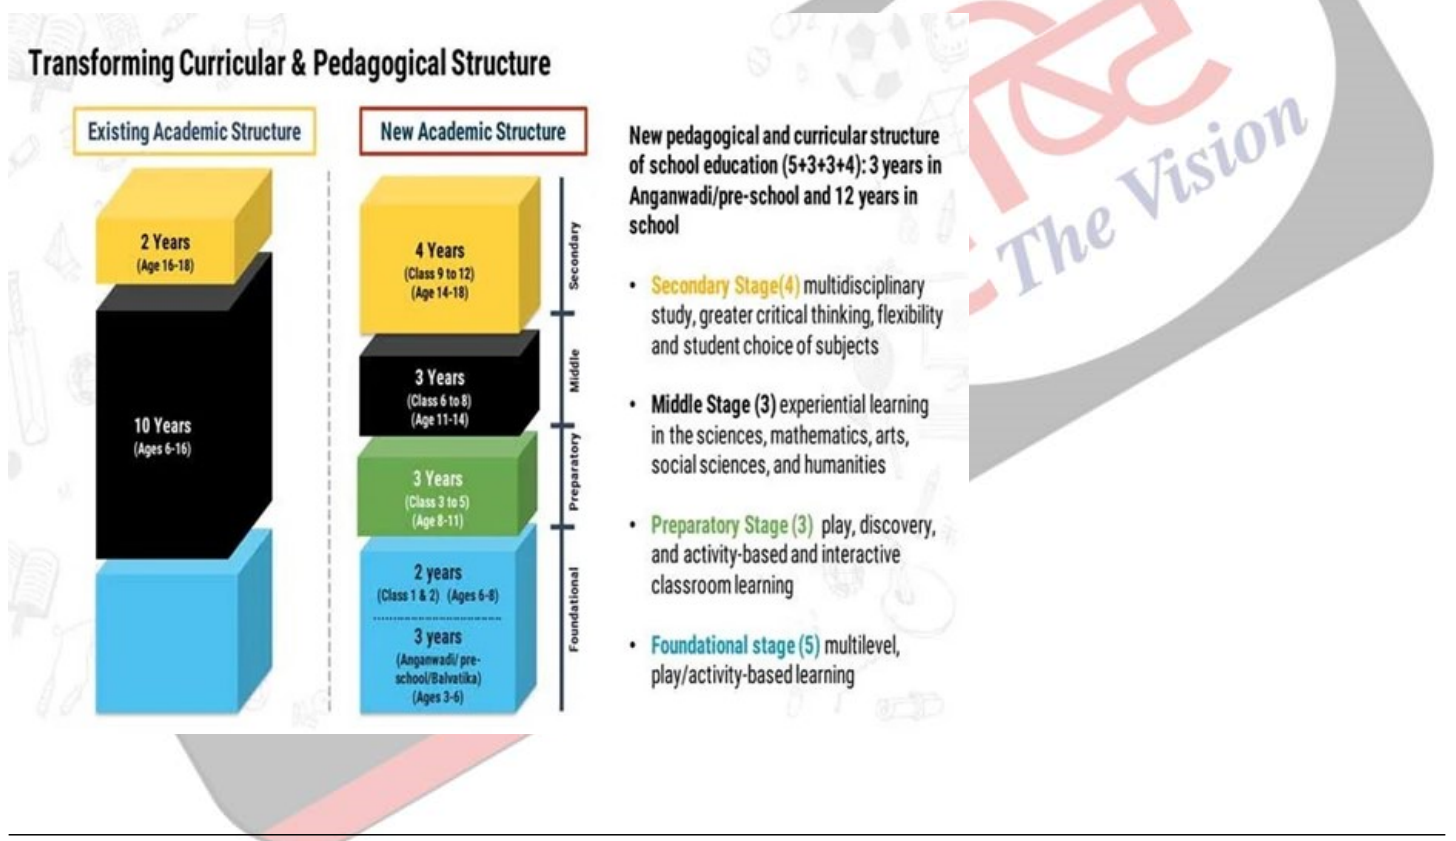 Transforming Curricular & Pedagogical Structure
Existing Academic Structure
2 Years
(Age 16-18)
10 Years
(Ages 6-16)
New Academic Structure
4 Years
(Class 9 to 12)
(Age 14-18)
3 Years
(Class 6 to 8)
(Age 11-14)
3 Years
(Class 3 to 5)
(Age 8-11)
2 years
(Class 1 & 2) (Ages 6-8)
3 years
(Anganwadi/ pre-
school/Balvatika)
(Ages 3-6)
Secondary
Middle
Preparatory
Foundational
New pedagogical and curricular structure
of school education (5+3+3+4): 3 years in
Anganwadi/pre-school and 12 years in
school
• Secondary Stage(4) multidisciplinary
study, greater critical thinking, flexibility
and student choice of subjects
• Middle Stage (3) experiential learning
in the sciences, mathematics, arts,
social sciences, and humanities
• Preparatory Stage (3) play, discovery,
and activity-based and interactive
classroom learning
• Foundational stage (5) multilevel,
play/activity-based learning
The Vision